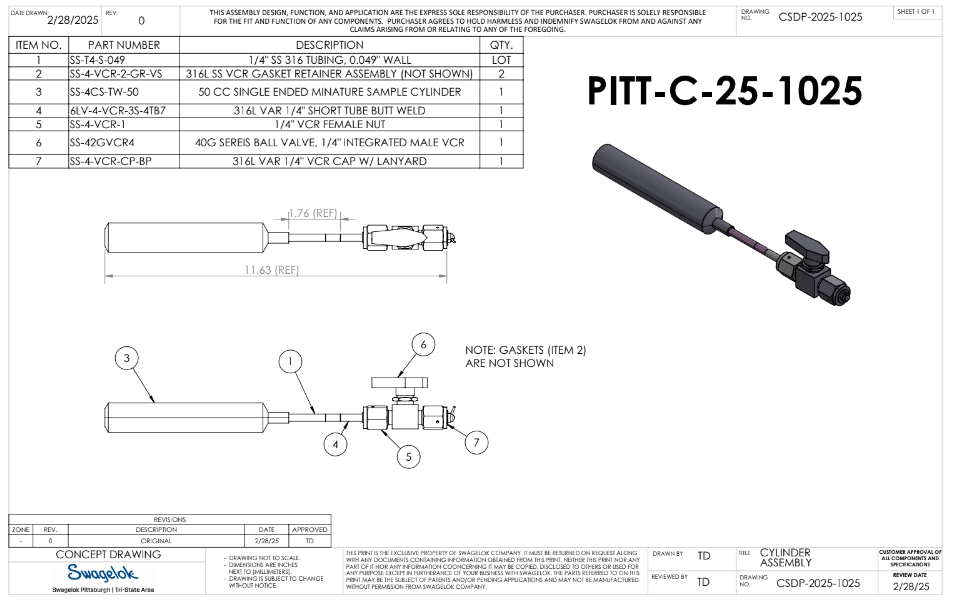 DATE DRAWN: 2/28/2025 REV: 0
THIS ASSEMBLY DESIGN, FUNCTION, AND APPLICATION ARE THE EXPRESS SOLE RESPONSIBILITY OF THE PURCHASER. PURCHASER IS SOLELY RESPONSIBLE
FOR THE FIT AND FUNCTION OF ANY COMPONENTS. PURCHASER AGREES TO HOLD HARMLESS AND INDEMNIFY SWAGELOK FROM AND AGAINST ANY
CLAIMS ARISING FROM OR RELATING TO ANY OF THE FOREGOING.
DRAWING NO. CSDP-2025-1025
SHEET 1 OF 1
ITEM NO. PART NUMBER DESCRIPTION QTY.
1 SS-T4-S-049 1/4" SS 316 TUBING, 0.049" WALL LOT
2 SS-4-VCR-2-GR-VS 316L SS VCR GASKET RETAINER ASSEMBLY (NOT SHOWN) 2
3 SS-4CS-TW-50 50 CC SINGLE ENDED MINATURE SAMPLE CYLINDER 1
4 6LV-4-VCR-3S-4TB7 316L VAR 1/4" SHORT TUBE BUTT WELD 1
5 SS-4-VCR-1 1/4" VCR FEMALE NUT 1
6 SS-42GVCR4 40G SEREIS BALL VALVE, 1/4" INTEGRATED MALE VCR 1
7 SS-4-VCR-CP-BP 316L VAR 1/4" VCR CAP W/ LANYARD 1
PITT-C-25-1025
1.76 (REF)
11.63 (REF)
3
1
6
4
5
7
NOTE: GASKETS (ITEM 2)
ARE NOT SHOWN
REVISIONS
ZONE REV. DESCRIPTION DATE APPROVED
- 0 ORIGINAL 2/28/25 TD
CONCEPT DRAWING
Swagelok
Swagelok Pittsburgh | Tri-State Area
- DRAWING NOT TO SCALE.
- DIMENSIONS ARE INCHES
NEXT TO [MILLIMETERS].
- DRAWING IS SUBJECT TO CHANGE
WITHOUT NOTICE.
THIS PRINT IS THE EXCLUSIVE PROPERTY OF SWAGELOK COMPANY. IT MUST BE RETURNED ON REQUEST ALONG
WITH ANY DOCUMENTS CONTAINING INFORMATION OBTAINED FROM THIS PRINT. NEITHER THIS PRINT NOR ANY
PART OF IT NOR ANY INFORMATION COONCERNING IT MAY BE COPIED, DISCLOSED TO OTHERS OR USED FOR
ANY PURPOSE EXCEPT IN FURTHERANCE OF YOUR BUSINESS WITH SWAGELOK. THE PARTS REFERRED TO ON THIS
PRINT MAY BE THE SUBJECT OF PATENTS AND/OR PENDING APPLICATIONS AND MAY NOT BE MANUFACTURED
WITHOUT PERMISSION FROM SWAGELOK COMPANY.
DRAWN BY TD
REVIEWED BY TD
TITLE CYLINDER
ASSEMBLY
DRAWING NO. CSDP-2025-1025
CUSTOMER APPROVAL OF
ALL COMPONENTS AND
SPECIFICATIONS
REVIEW DATE
2/28/25